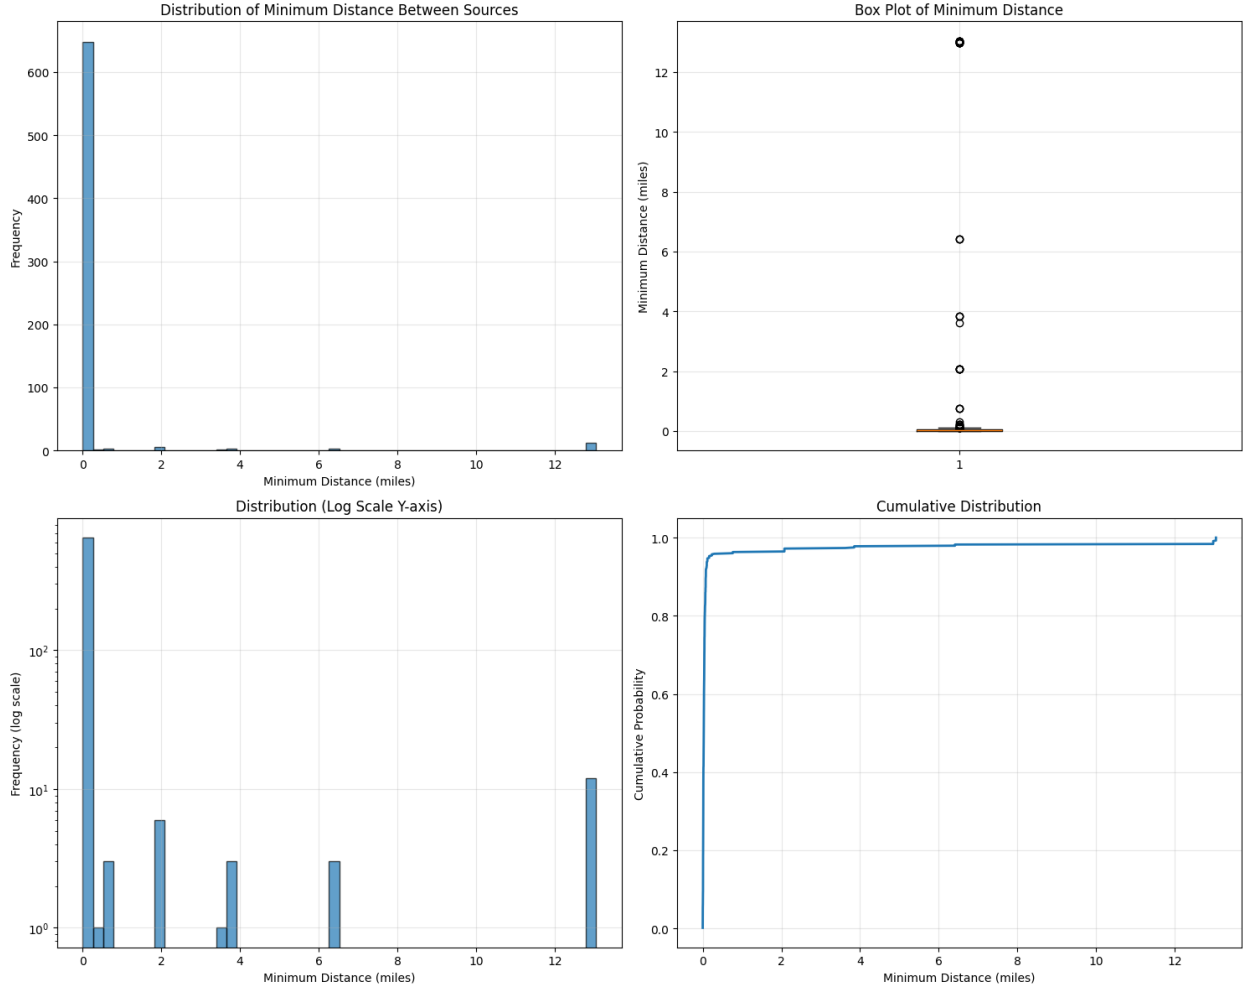 Distribution of Minimum Distance Between Sources
Frequency
600
500
400
300
200
100
0
0 2 4 6 8 10 12
Minimum Distance (miles)
Box Plot of Minimum Distance
Minimum Distance (miles)
12
10
8
6
4
2
0
1
Distribution (Log Scale Y-axis)
Frequency (log scale)
10²
10¹
10⁰
0 2 4 6 8 10 12
Minimum Distance (miles)
Cumulative Distribution
Cumulative Probability
1.0
0.8
0.6
0.4
0.2
0.0
0 2 4 6 8 10 12
Minimum Distance (miles)